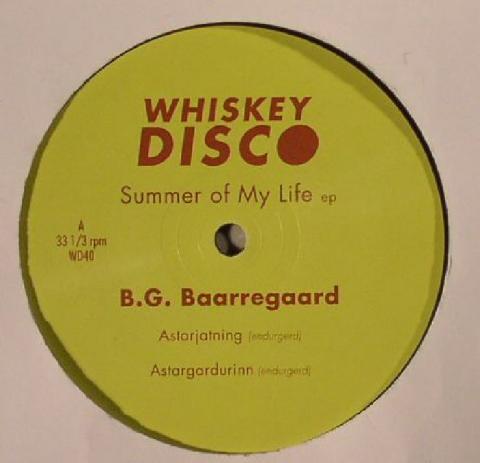 WHISKEY
DISCO
Summer of My Life ep
A
33 1/3 rpm
WD40
B.G. Baarregaard
Astarjatning (endurgerd)
Astargardurinn (endurgerd)